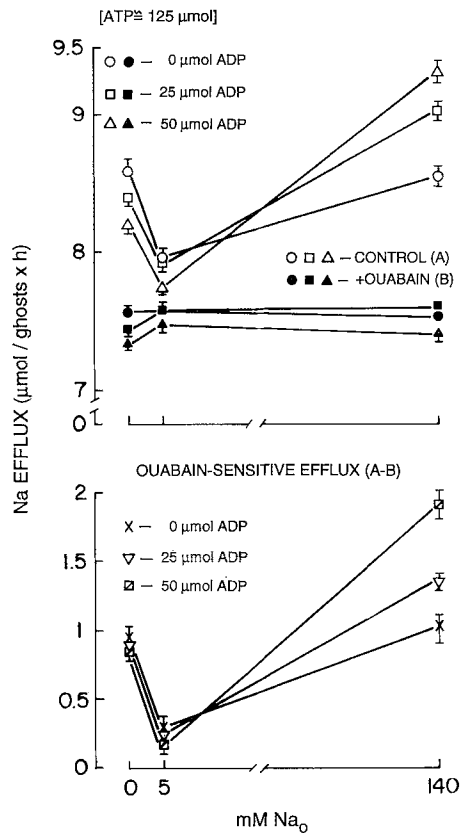 [ATP≅ 125 μmol]
9.5
9
8
7
0
○ ● – 0 μmol ADP
□ ■ – 25 μmol ADP
△ ▲ – 50 μmol ADP
○ □ △ – CONTROL (A)
● ■ ▲ – +OUABAIN (B)
Na EFFLUX (μmol / ghosts x h)
OUABAIN-SENSITIVE EFFLUX (A-B)
2
1.5
1
0.5
0
× – 0 μmol ADP
▽ – 25 μmol ADP
– 50 μmol ADP
0 5 140
mM Nao